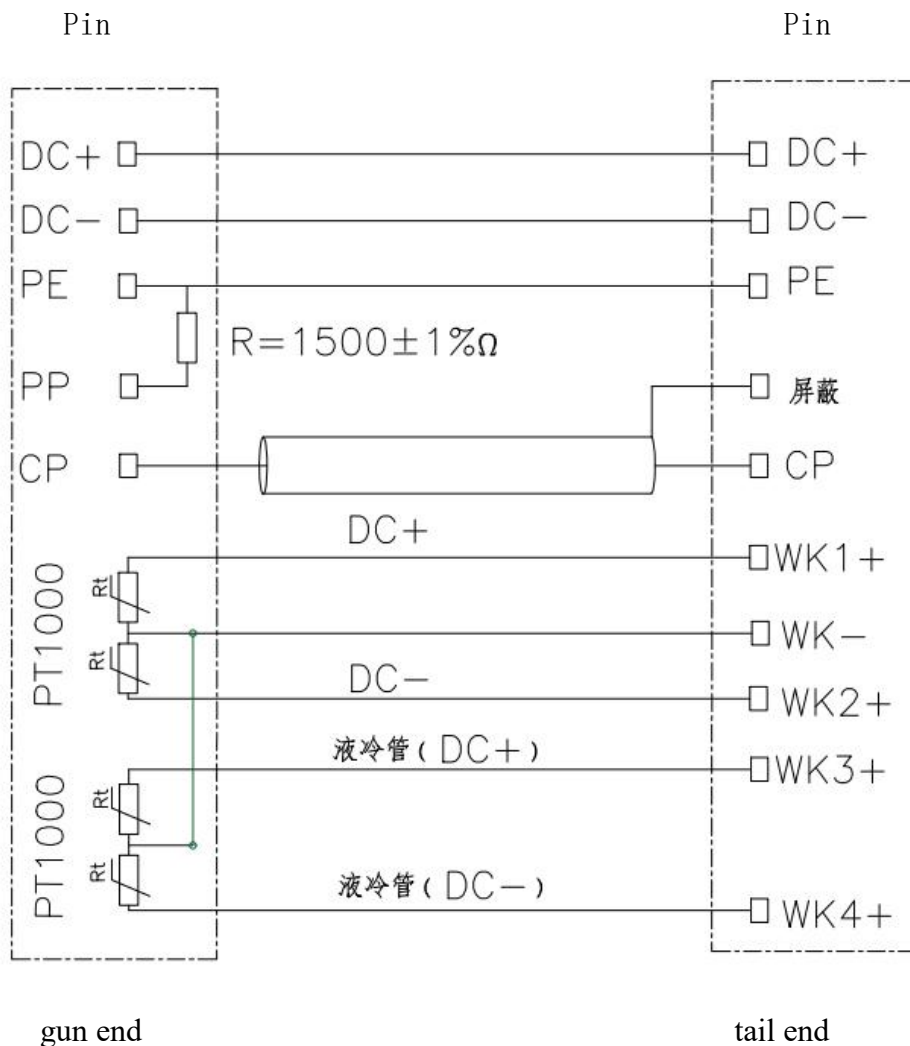 Pin Pin
DC+ DC+
DC- DC-
PE PE
R=1500±1%Ω
PP 屏蔽
CP CP
DC+
WK1+
PT1000
Rt
WK-
Rt
DC-
WK2+
液冷管(DC+)
WK3+
PT1000
Rt
Rt
液冷管(DC-)
WK4+
gun end tail end